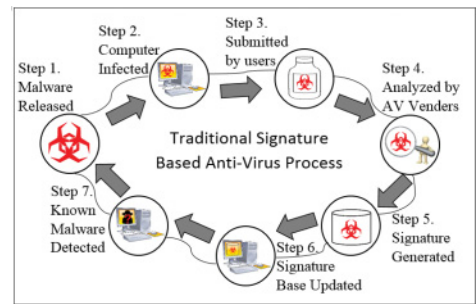 Step 1.
Malware
Released
Step 2.
Computer
Infected
Step 3.
Submitted
by users
Step 4.
Analyzed by
AV Venders
Traditional Signature
Based Anti-Virus Process
Step 5.
Signature
Generated
Step 6.
Signature
Base Updated
Step 7.
Known
Malware
Detected